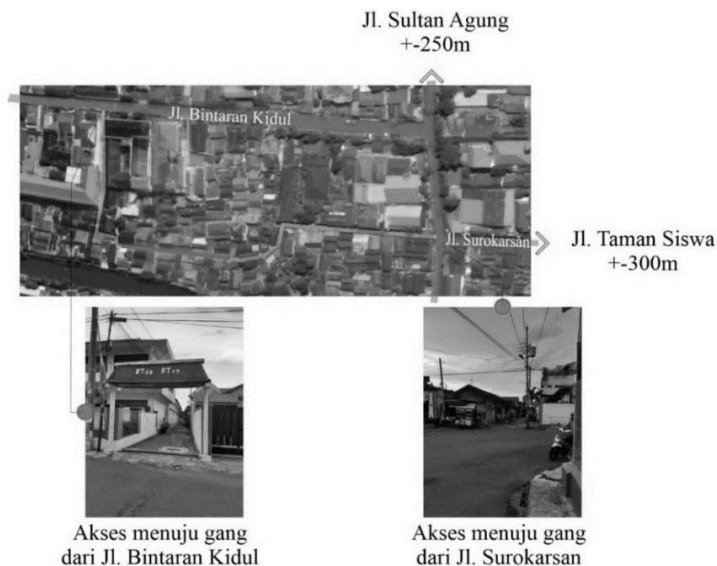 Jl. Sultan Agung
+-250m
Jl. Bintaran Kidul
Jl. Surokarsan
Jl. Taman Siswa
+-300m
Akses menuju gang
dari Jl. Bintaran Kidul
Akses menuju gang
dari Jl. Surokarsan